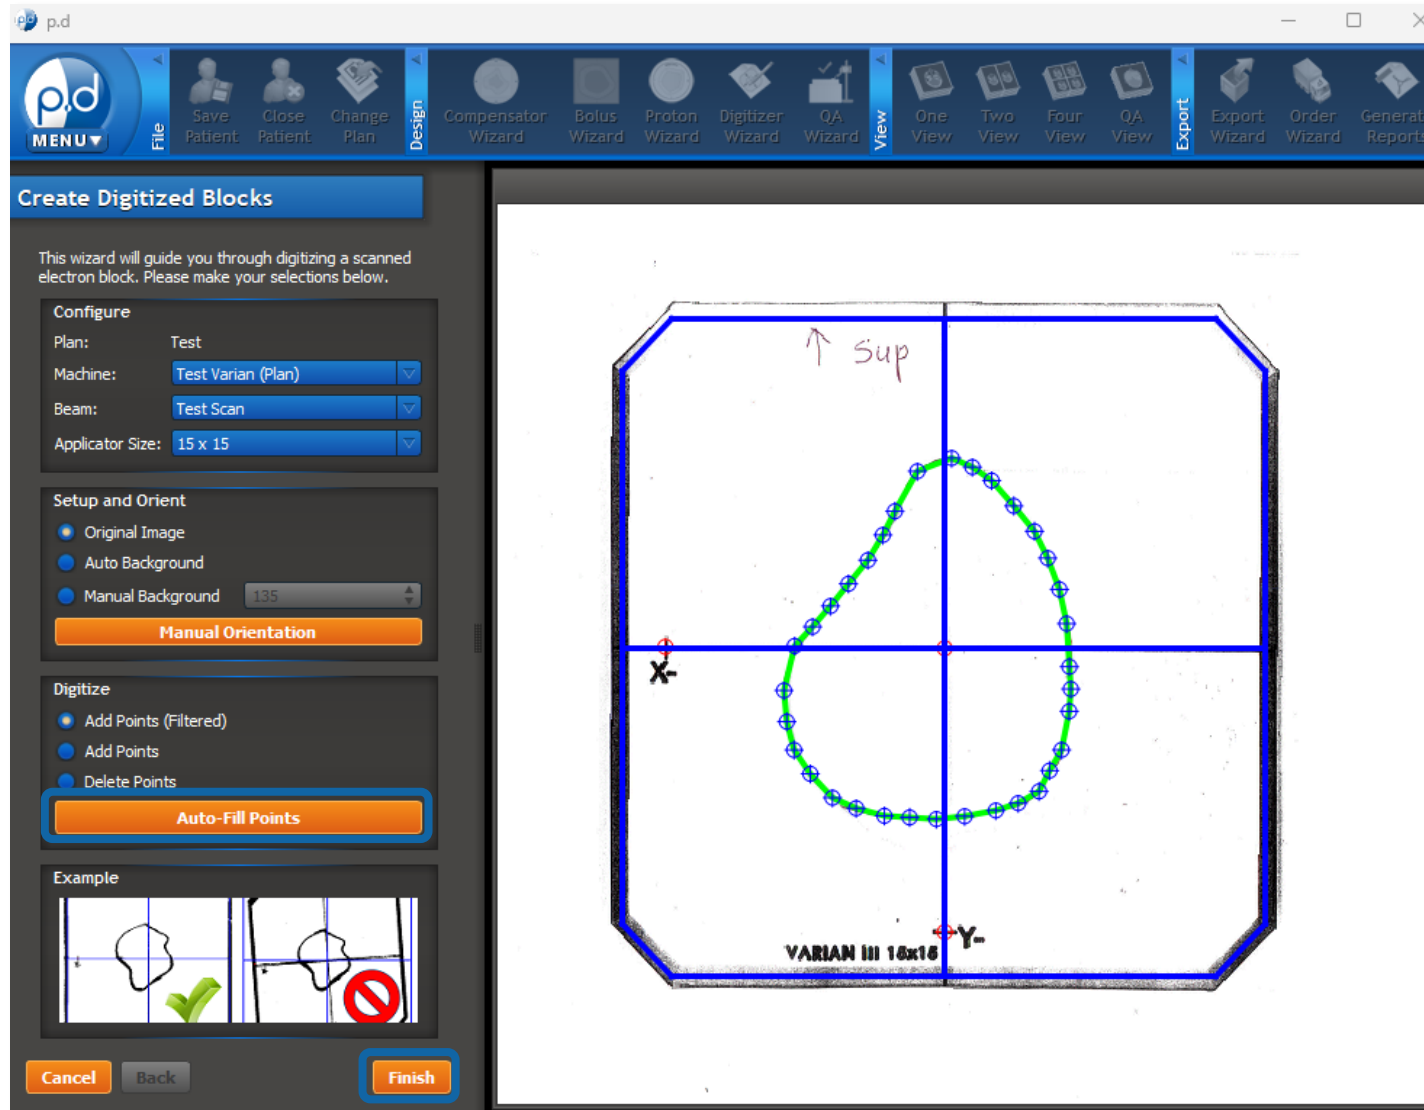 p.d
p.d
MENU
File
Save Patient
Close Patient
Change Plan
Design
Compensator Wizard
Bolus Wizard
Proton Wizard
Digitizer Wizard
QA Wizard
View
One View
Two View
Four View
QA View
Export
Export Wizard
Order Wizard
Generat Reports
Create Digitized Blocks
This wizard will guide you through digitizing a scanned
electron block. Please make your selections below.
Configure
Plan: Test
Machine: Test Varian (Plan)
Beam: Test Scan
Applicator Size: 15 x 15
Setup and Orient
Original Image
Auto Background
Manual Background 135
Manual Orientation
Digitize
Add Points (Filtered)
Add Points
Delete Points
Auto-Fill Points
Example
Cancel Back Finish
↑ Sup
X-
Y-
VARIAN III 15x15